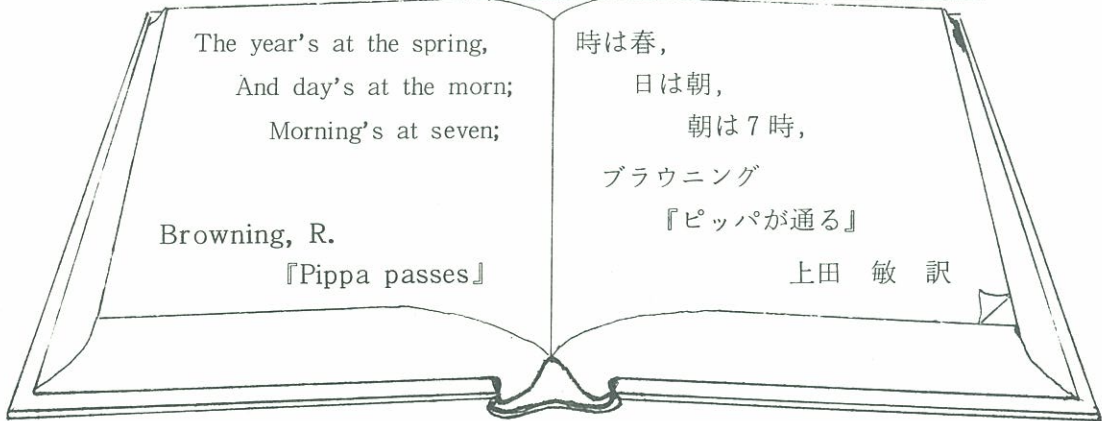 The year's at the spring,
And day's at the morn;
Morning's at seven;
Browning, R.
『Pippa passes』
時は春,
日は朝,
朝は7時,
ブラウニング
『ピッパが通る』
上田 敏 訳